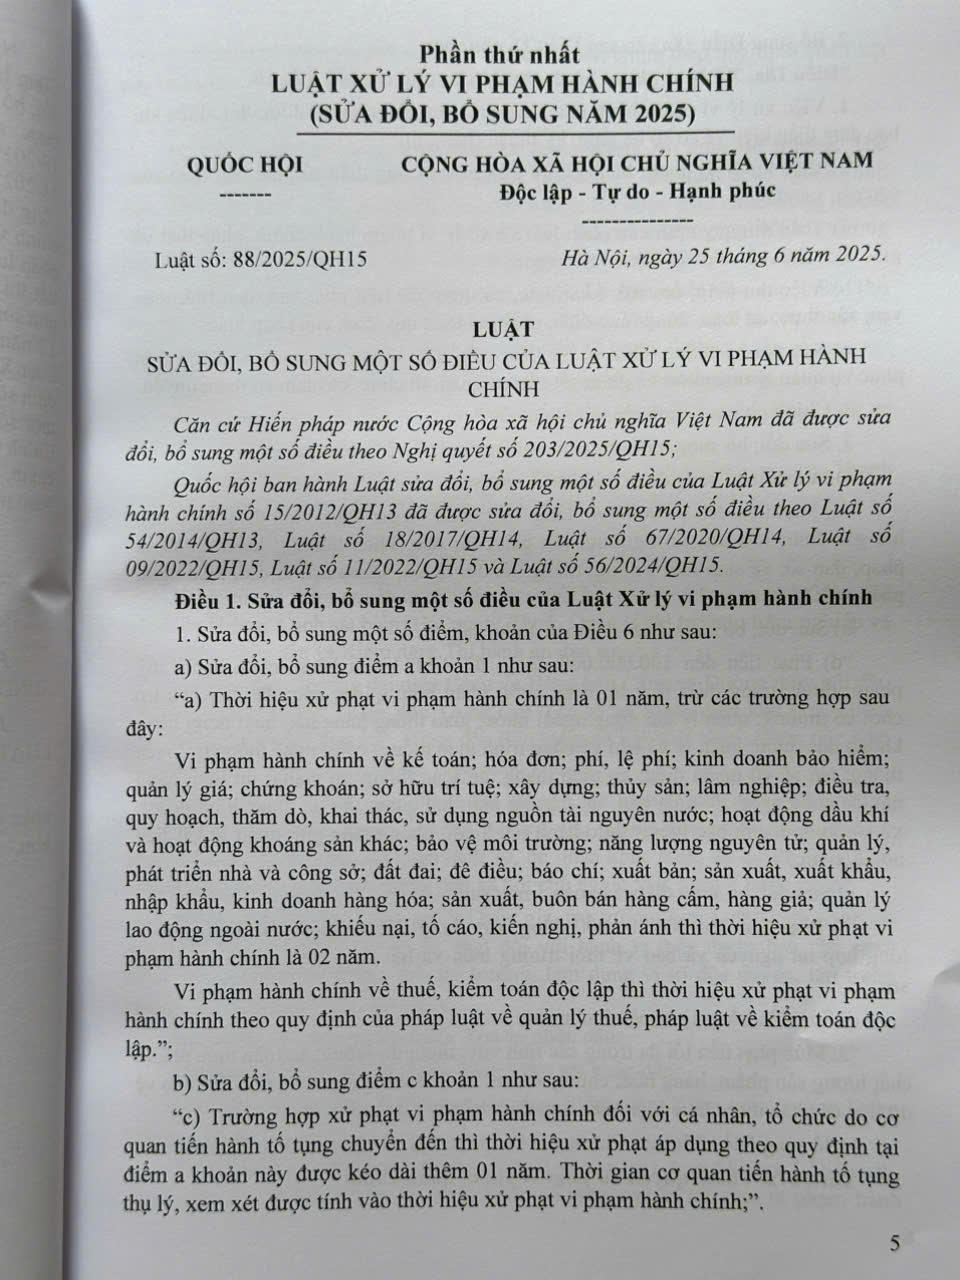 Phần thứ nhất
LUẬT XỬ LÝ VI PHẠM HÀNH CHÍNH
(SỬA ĐỔI, BỔ SUNG NĂM 2025)
QUỐC HỘI
-------
CỘNG HÒA XÃ HỘI CHỦ NGHĨA VIỆT NAM
Độc lập - Tự do - Hạnh phúc
---------------
Luật số: 88/2025/QH15
Hà Nội, ngày 25 tháng 6 năm 2025.
LUẬT
SỬA ĐỔI, BỔ SUNG MỘT SỐ ĐIỀU CỦA LUẬT XỬ LÝ VI PHẠM HÀNH
CHÍNH
Căn cứ Hiến pháp nước Cộng hòa xã hội chủ nghĩa Việt Nam đã được sửa
đổi, bổ sung một số điều theo Nghị quyết số 203/2025/QH15;
Quốc hội ban hành Luật sửa đổi, bổ sung một số điều của Luật Xử lý vi phạm
hành chính số 15/2012/QH13 đã được sửa đổi, bổ sung một số điều theo Luật số
54/2014/QH13, Luật số 18/2017/QH14, Luật số 67/2020/QH14, Luật số
09/2022/QH15, Luật số 11/2022/QH15 và Luật số 56/2024/QH15.
Điều 1. Sửa đổi, bổ sung một số điều của Luật Xử lý vi phạm hành chính
1. Sửa đổi, bổ sung một số điểm, khoản của Điều 6 như sau:
a) Sửa đổi, bổ sung điểm a khoản 1 như sau:
“a) Thời hiệu xử phạt vi phạm hành chính là 01 năm, trừ các trường hợp sau
đây:
Vi phạm hành chính về kế toán; hóa đơn; phí, lệ phí; kinh doanh bảo hiểm;
quản lý giá; chứng khoán; sở hữu trí tuệ; xây dựng; thủy sản; lâm nghiệp; điều tra,
quy hoạch, thăm dò, khai thác, sử dụng nguồn tài nguyên nước; hoạt động dầu khí
và hoạt động khoáng sản khác; bảo vệ môi trường; năng lượng nguyên tử; quản lý,
phát triển nhà và công sở; đất đai; đê điều; báo chí; xuất bản; sản xuất, xuất khẩu,
nhập khẩu, kinh doanh hàng hóa; sản xuất, buôn bán hàng cấm, hàng giả; quản lý
lao động ngoài nước; khiếu nại, tố cáo, kiến nghị, phản ánh thì thời hiệu xử phạt vi
phạm hành chính là 02 năm.
Vi phạm hành chính về thuế, kiểm toán độc lập thì thời hiệu xử phạt vi phạm
hành chính theo quy định của pháp luật về quản lý thuế, pháp luật về kiểm toán độc
lập.”;
b) Sửa đổi, bổ sung điểm c khoản 1 như sau:
“c) Trường hợp xử phạt vi phạm hành chính đối với cá nhân, tổ chức do cơ
quan tiến hành tố tụng chuyển đến thì thời hiệu xử phạt áp dụng theo quy định tại
điểm a khoản này được kéo dài thêm 01 năm. Thời gian cơ quan tiến hành tố tụng
thụ lý, xem xét được tính vào thời hiệu xử phạt vi phạm hành chính;”.
5